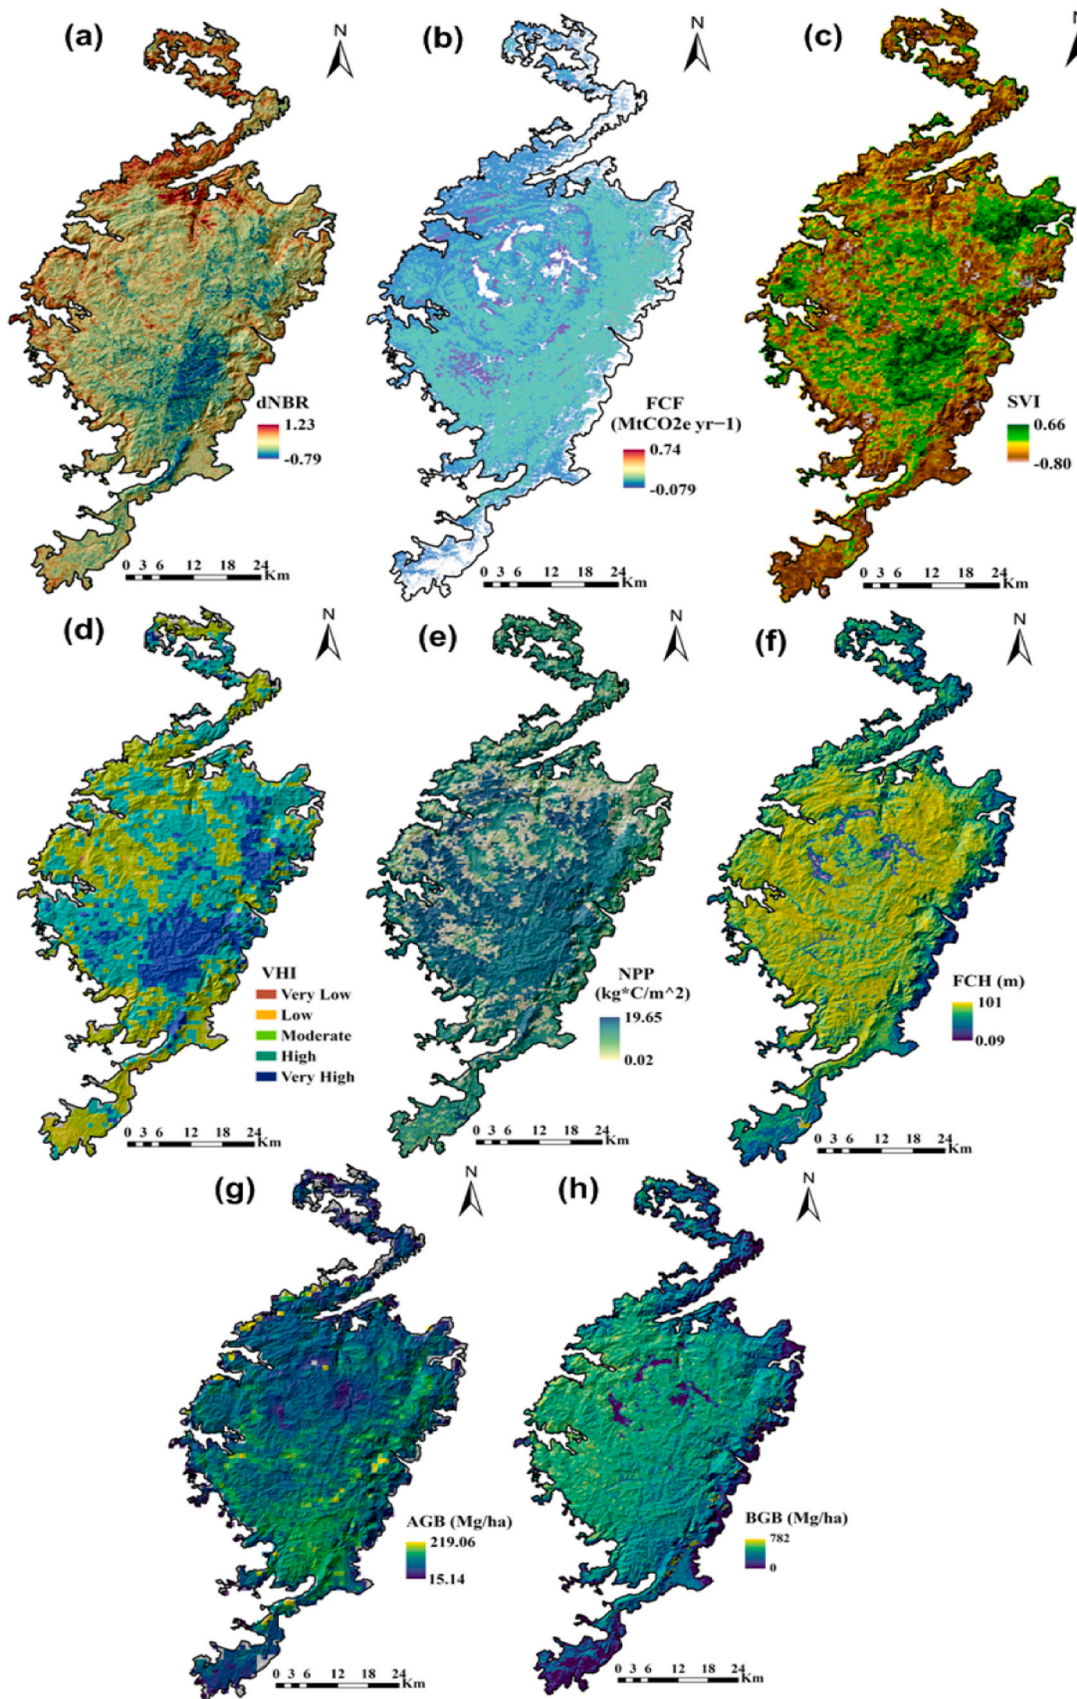 (a)
N
dNBR
1.23
-0.79
0 3 6 12 18 24
Km
(b)
N
FCF
(MtCO2e yr−1)
0.74
-0.079
0 3 6 12 18 24
Km
(c)
N
SVI
0.66
-0.80
0 3 6 12 18 24
Km
(d)
N
VHI
Very Low
Low
Moderate
High
Very High
0 3 6 12 18 24
Km
(e)
N
NPP
(kg*C/m^2)
19.65
0.02
0 3 6 12 18 24
Km
(f)
N
FCH (m)
101
0.09
0 3 6 12 18 24
Km
(g)
N
AGB (Mg/ha)
219.06
15.14
0 3 6 12 18 24
Km
(h)
N
BGB (Mg/ha)
782
0
0 3 6 12 18 24
Km